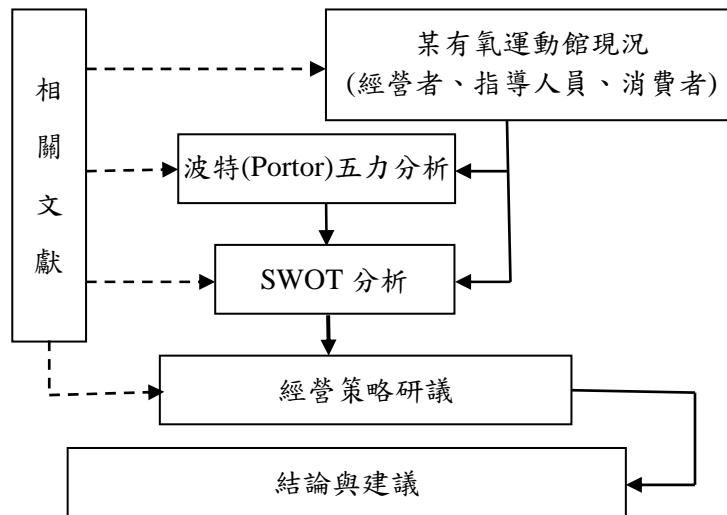 相關文獻
某有氧運動館現況
(經營者、指導人員、消費者)
波特(Portor)五力分析
SWOT 分析
經營策略研議
結論與建議